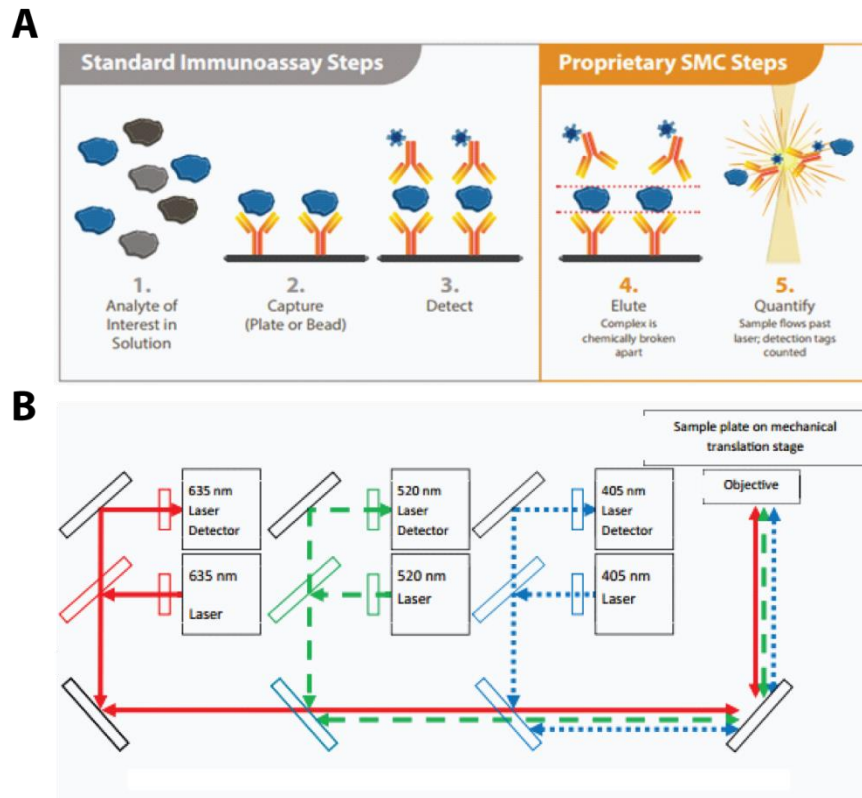 A
Standard Immunoassay Steps
Proprietary SMC Steps
1.
Analyte of
Interest in
Solution
2.
Capture
(Plate or Bead)
3.
Detect
4.
Elute
Complex is
chemically broken
apart
5.
Quantify
Sample flows past
laser; detection tags
counted
B
Sample plate on mechanical
translation stage
635 nm
Laser
Detector
520 nm
Laser
Detector
405 nm
Laser
Detector
Objective
635 nm
Laser
520 nm
Laser
405 nm
Laser